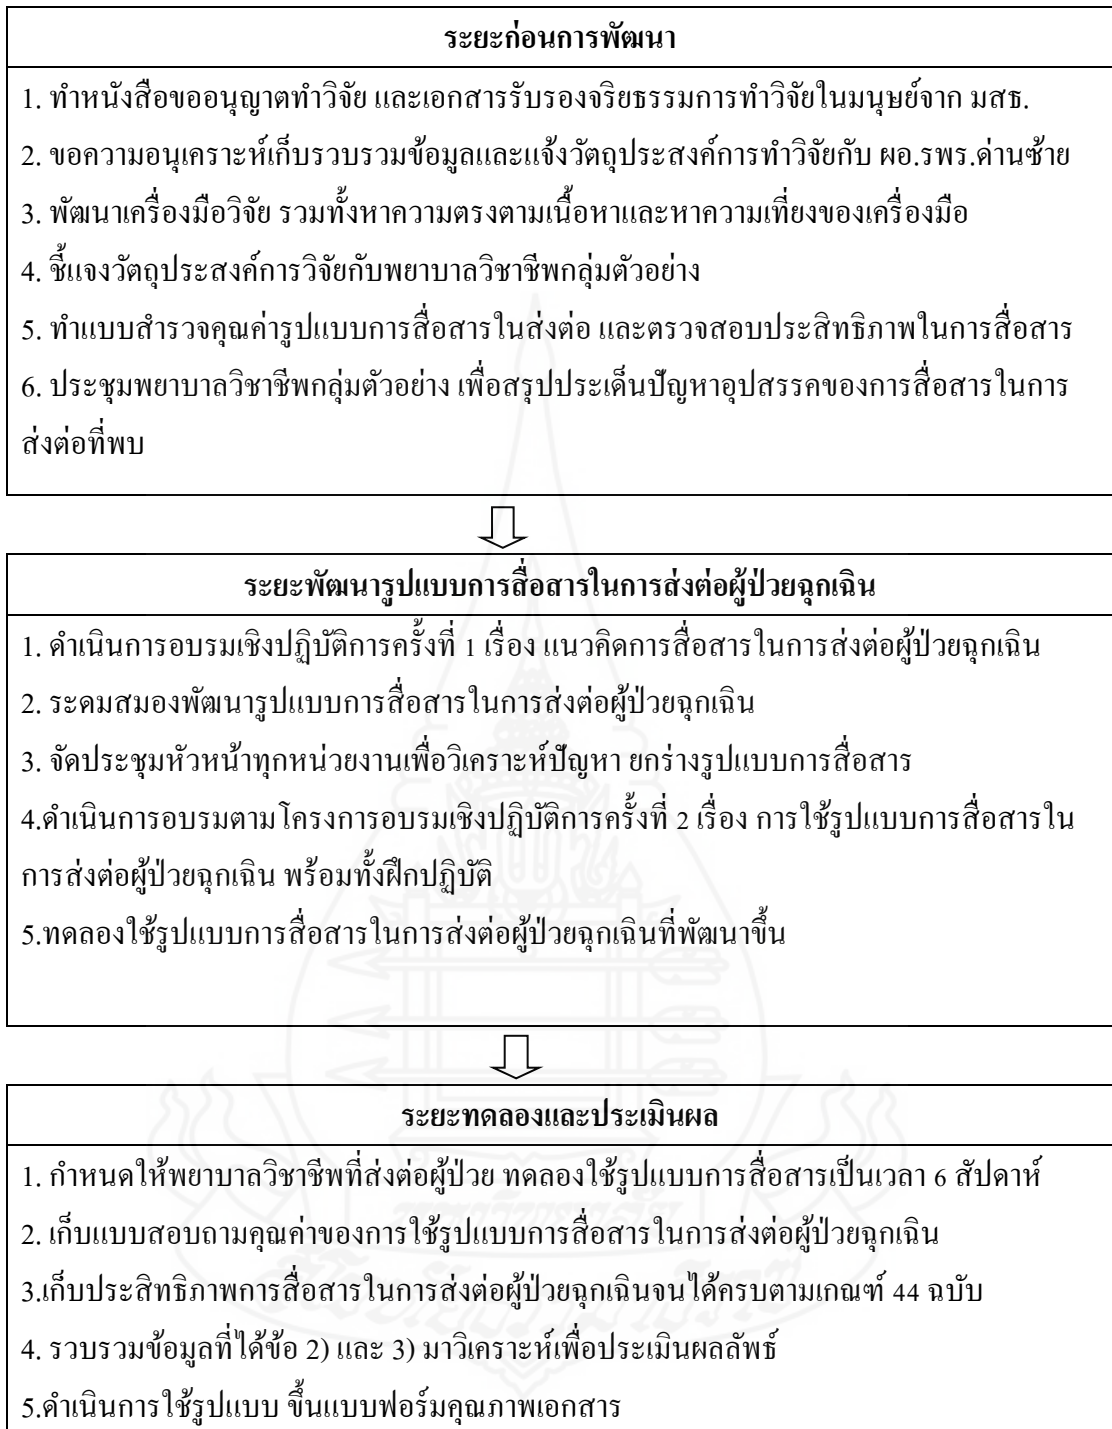 ระยะก่อนการพัฒนา
1. ทำหนังสือขออนุญาตทำวิจัย และเอกสารรับรองจริยธรรมการทำวิจัยในมนุษย์จาก มสธ.
2. ขอความอนุเคราะห์เก็บรวบรวมข้อมูลและแจ้งวัตถุประสงค์การทำวิจัยกับ ผอ.รพร.ด่านซ้าย
3. พัฒนาเครื่องมือวิจัย รวมทั้งหาความตรงตามเนื้อหาและหาความเที่ยงของเครื่องมือ
4. ชี้แจงวัตถุประสงค์การวิจัยกับพยาบาลวิชาชีพกลุ่มตัวอย่าง
5. ทำแบบสำรวจคุณค่ารูปแบบการสื่อสารในส่งต่อ และตรวจสอบประสิทธิภาพในการสื่อสาร
6. ประชุมพยาบาลวิชาชีพกลุ่มตัวอย่าง เพื่อสรุปประเด็นปัญหาอุปสรรคของการสื่อสารในการ
ส่งต่อที่พบ
ระยะพัฒนารูปแบบการสื่อสารในการส่งต่อผู้ป่วยฉุกเฉิน
1. ดำเนินการอบรมเชิงปฏิบัติการครั้งที่ 1 เรื่อง แนวคิดการสื่อสารในการส่งต่อผู้ป่วยฉุกเฉิน
2. ระดมสมองพัฒนารูปแบบการสื่อสารในการส่งต่อผู้ป่วยฉุกเฉิน
3. จัดประชุมหัวหน้าทุกหน่วยงานเพื่อวิเคราะห์ปัญหา ยกร่างรูปแบบการสื่อสาร
4.ดำเนินการอบรมตามโครงการอบรมเชิงปฏิบัติการครั้งที่ 2 เรื่อง การใช้รูปแบบการสื่อสารใน
การส่งต่อผู้ป่วยฉุกเฉิน พร้อมทั้งฝึกปฏิบัติ
5.ทดลองใช้รูปแบบการสื่อสารในการส่งต่อผู้ป่วยฉุกเฉินที่พัฒนาขึ้น
ระยะทดลองและประเมินผล
1. กำหนดให้พยาบาลวิชาชีพที่ส่งต่อผู้ป่วย ทดลองใช้รูปแบบการสื่อสารเป็นเวลา 6 สัปดาห์
2. เก็บแบบสอบถามคุณค่าของการใช้รูปแบบการสื่อสารในการส่งต่อผู้ป่วยฉุกเฉิน
3.เก็บประสิทธิภาพการสื่อสารในการส่งต่อผู้ป่วยฉุกเฉินจนได้ครบตามเกณฑ์ 44 ฉบับ
4. รวบรวมข้อมูลที่ได้ข้อ 2) และ 3) มาวิเคราะห์เพื่อประเมินผลลัพธ์
5.ดำเนินการใช้รูปแบบ ขึ้นแบบฟอร์มคุณภาพเอกสาร